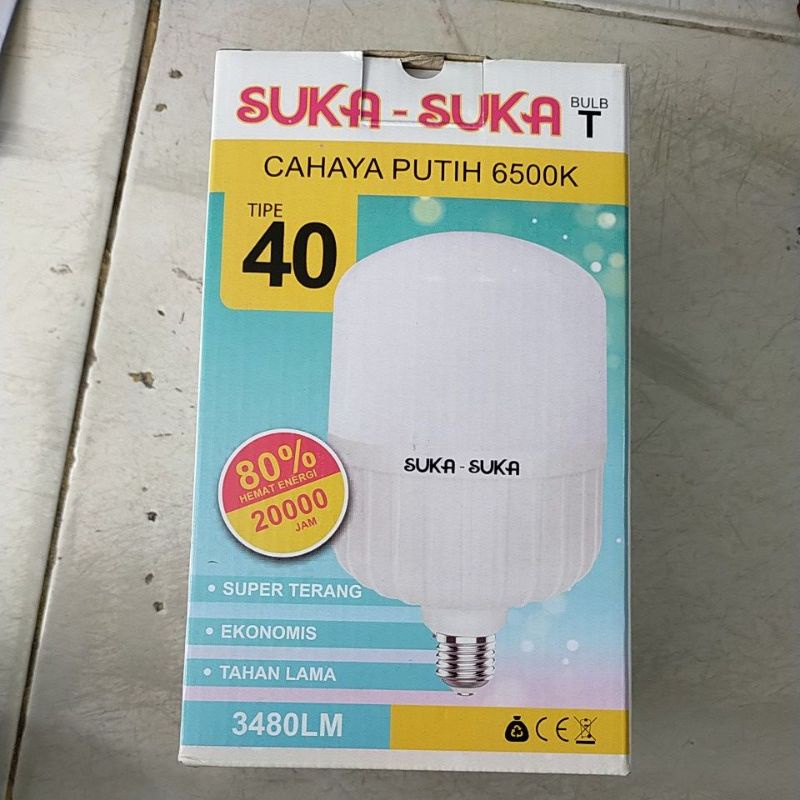 SUKA - SUKA BULB T
CAHAYA PUTIH 6500K
TIPE
40
SUKA - SUKA
80%
HEMAT ENERGI
20000
JAM
• SUPER TERANG
• EKONOMIS
• TAHAN LAMA
3480LM
CE